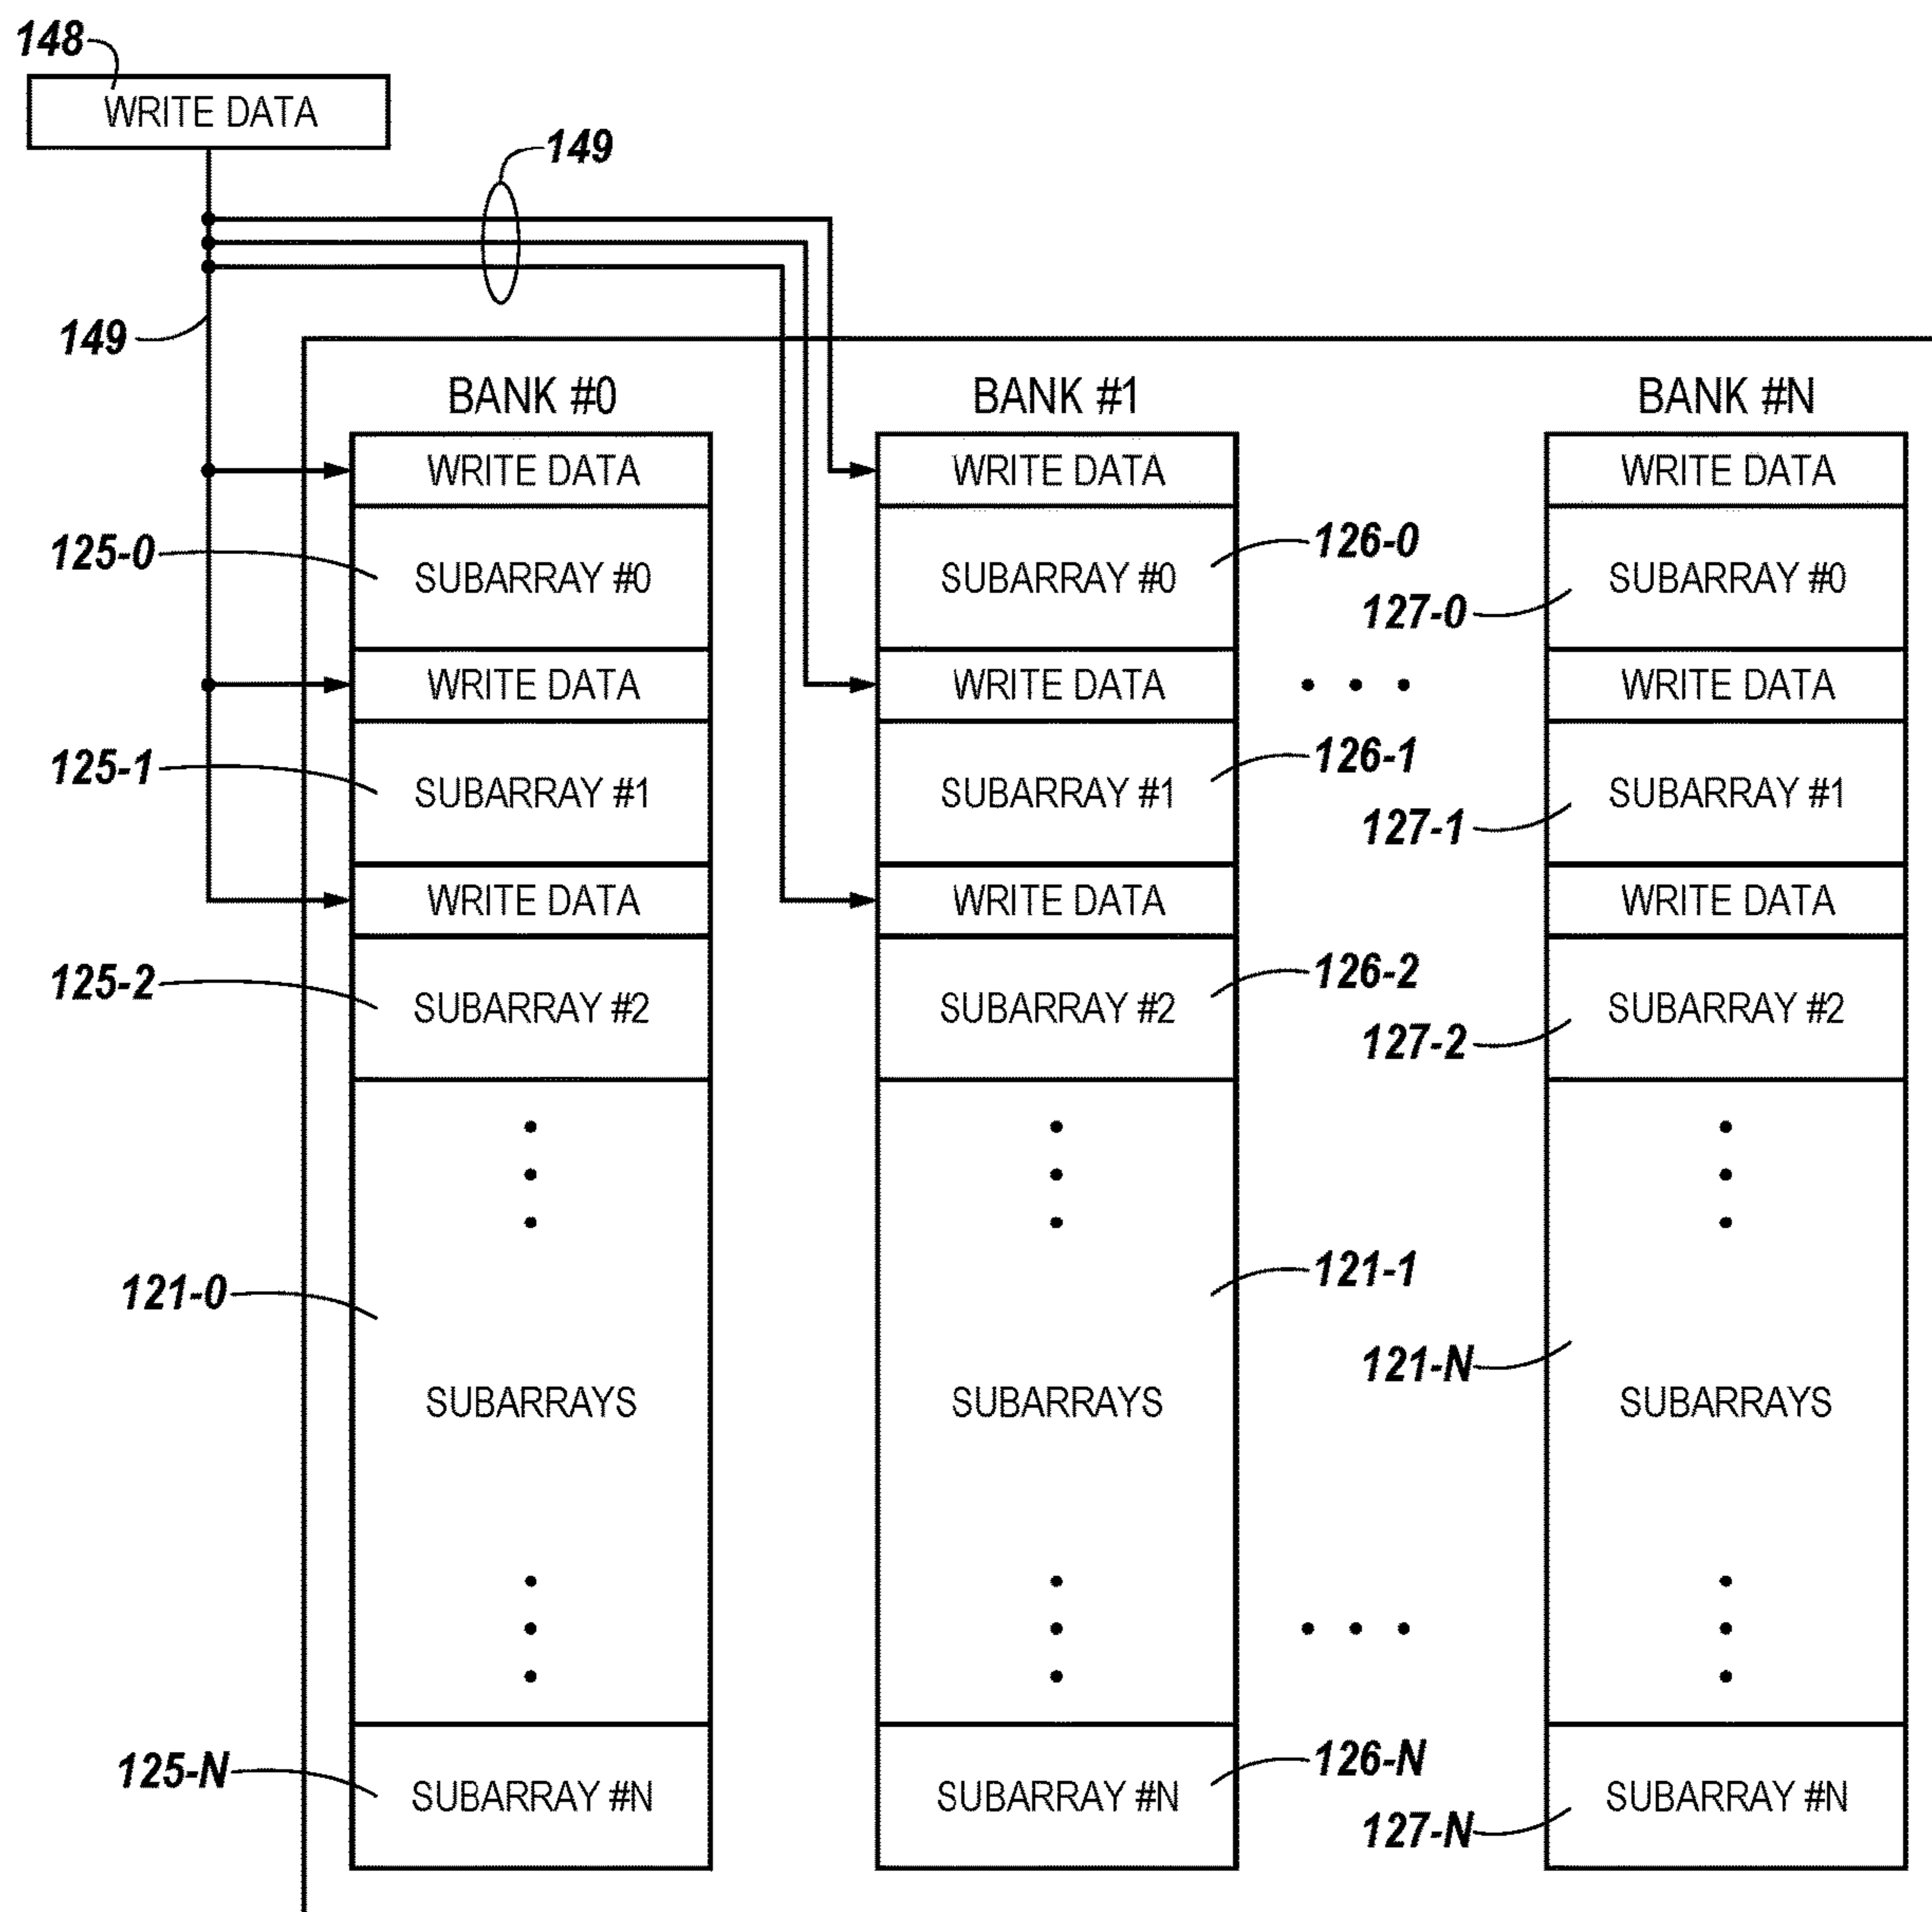 148
WRITE DATA
149
149
BANK #0 BANK #1 BANK #N
WRITE DATA WRITE DATA WRITE DATA
125-0 SUBARRAY #0 SUBARRAY #0 126-0 127-0 SUBARRAY #0
WRITE DATA WRITE DATA WRITE DATA
125-1 SUBARRAY #1 SUBARRAY #1 126-1 127-1 SUBARRAY #1
WRITE DATA WRITE DATA WRITE DATA
125-2 SUBARRAY #2 SUBARRAY #2 126-2 127-2 SUBARRAY #2
121-0 121-1 121-N
SUBARRAYS SUBARRAYS SUBARRAYS
125-N SUBARRAY #N SUBARRAY #N 126-N 127-N SUBARRAY #N